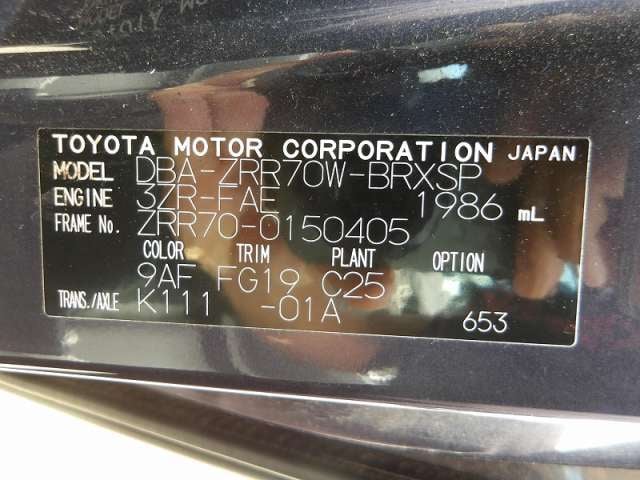 TOYOTA MOTOR CORPORATION JAPAN
MODEL DBA-ZRR70W-BRXSP
ENGINE 3ZR-FAE 1986 mL
FRAME No. ZRR70-0150405
COLOR TRIM PLANT OPTION
9AF FG19 C25
TRANS./AXLE K111 -01A
653